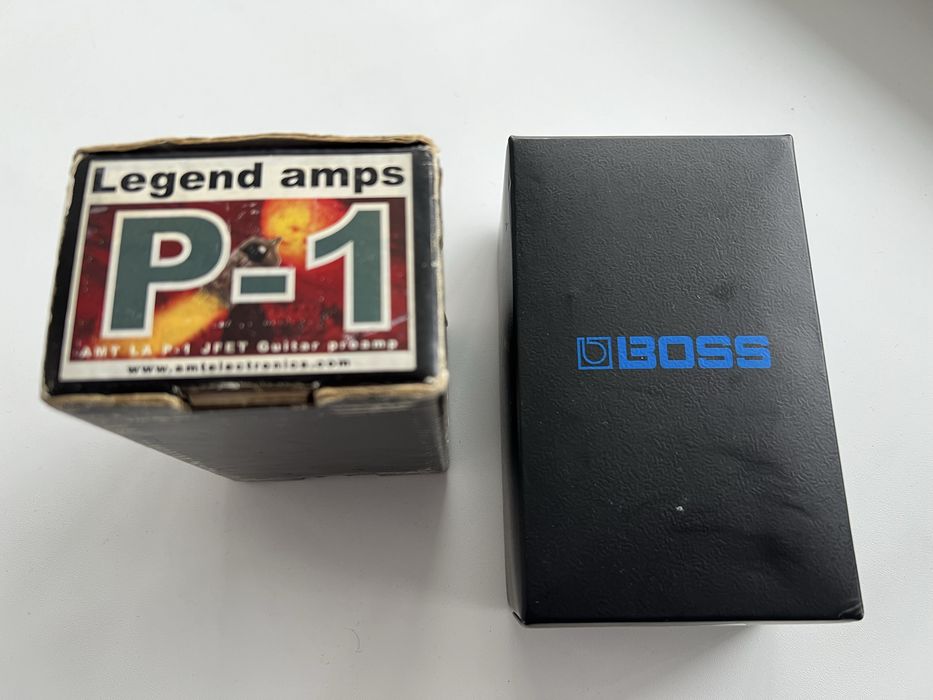 Legend amps
P-1
AMT LA P-1 JFET Guitar preamp
www.amtelectronics.com
BOSS